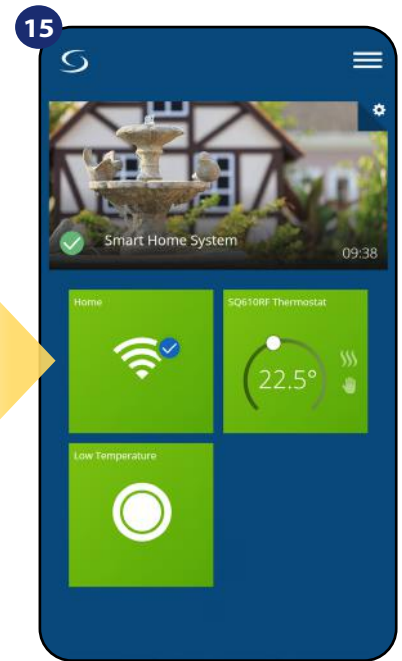 15
Smart Home System
09:38
Home
SQ610RF Thermostat
22.5°
Low Temperature